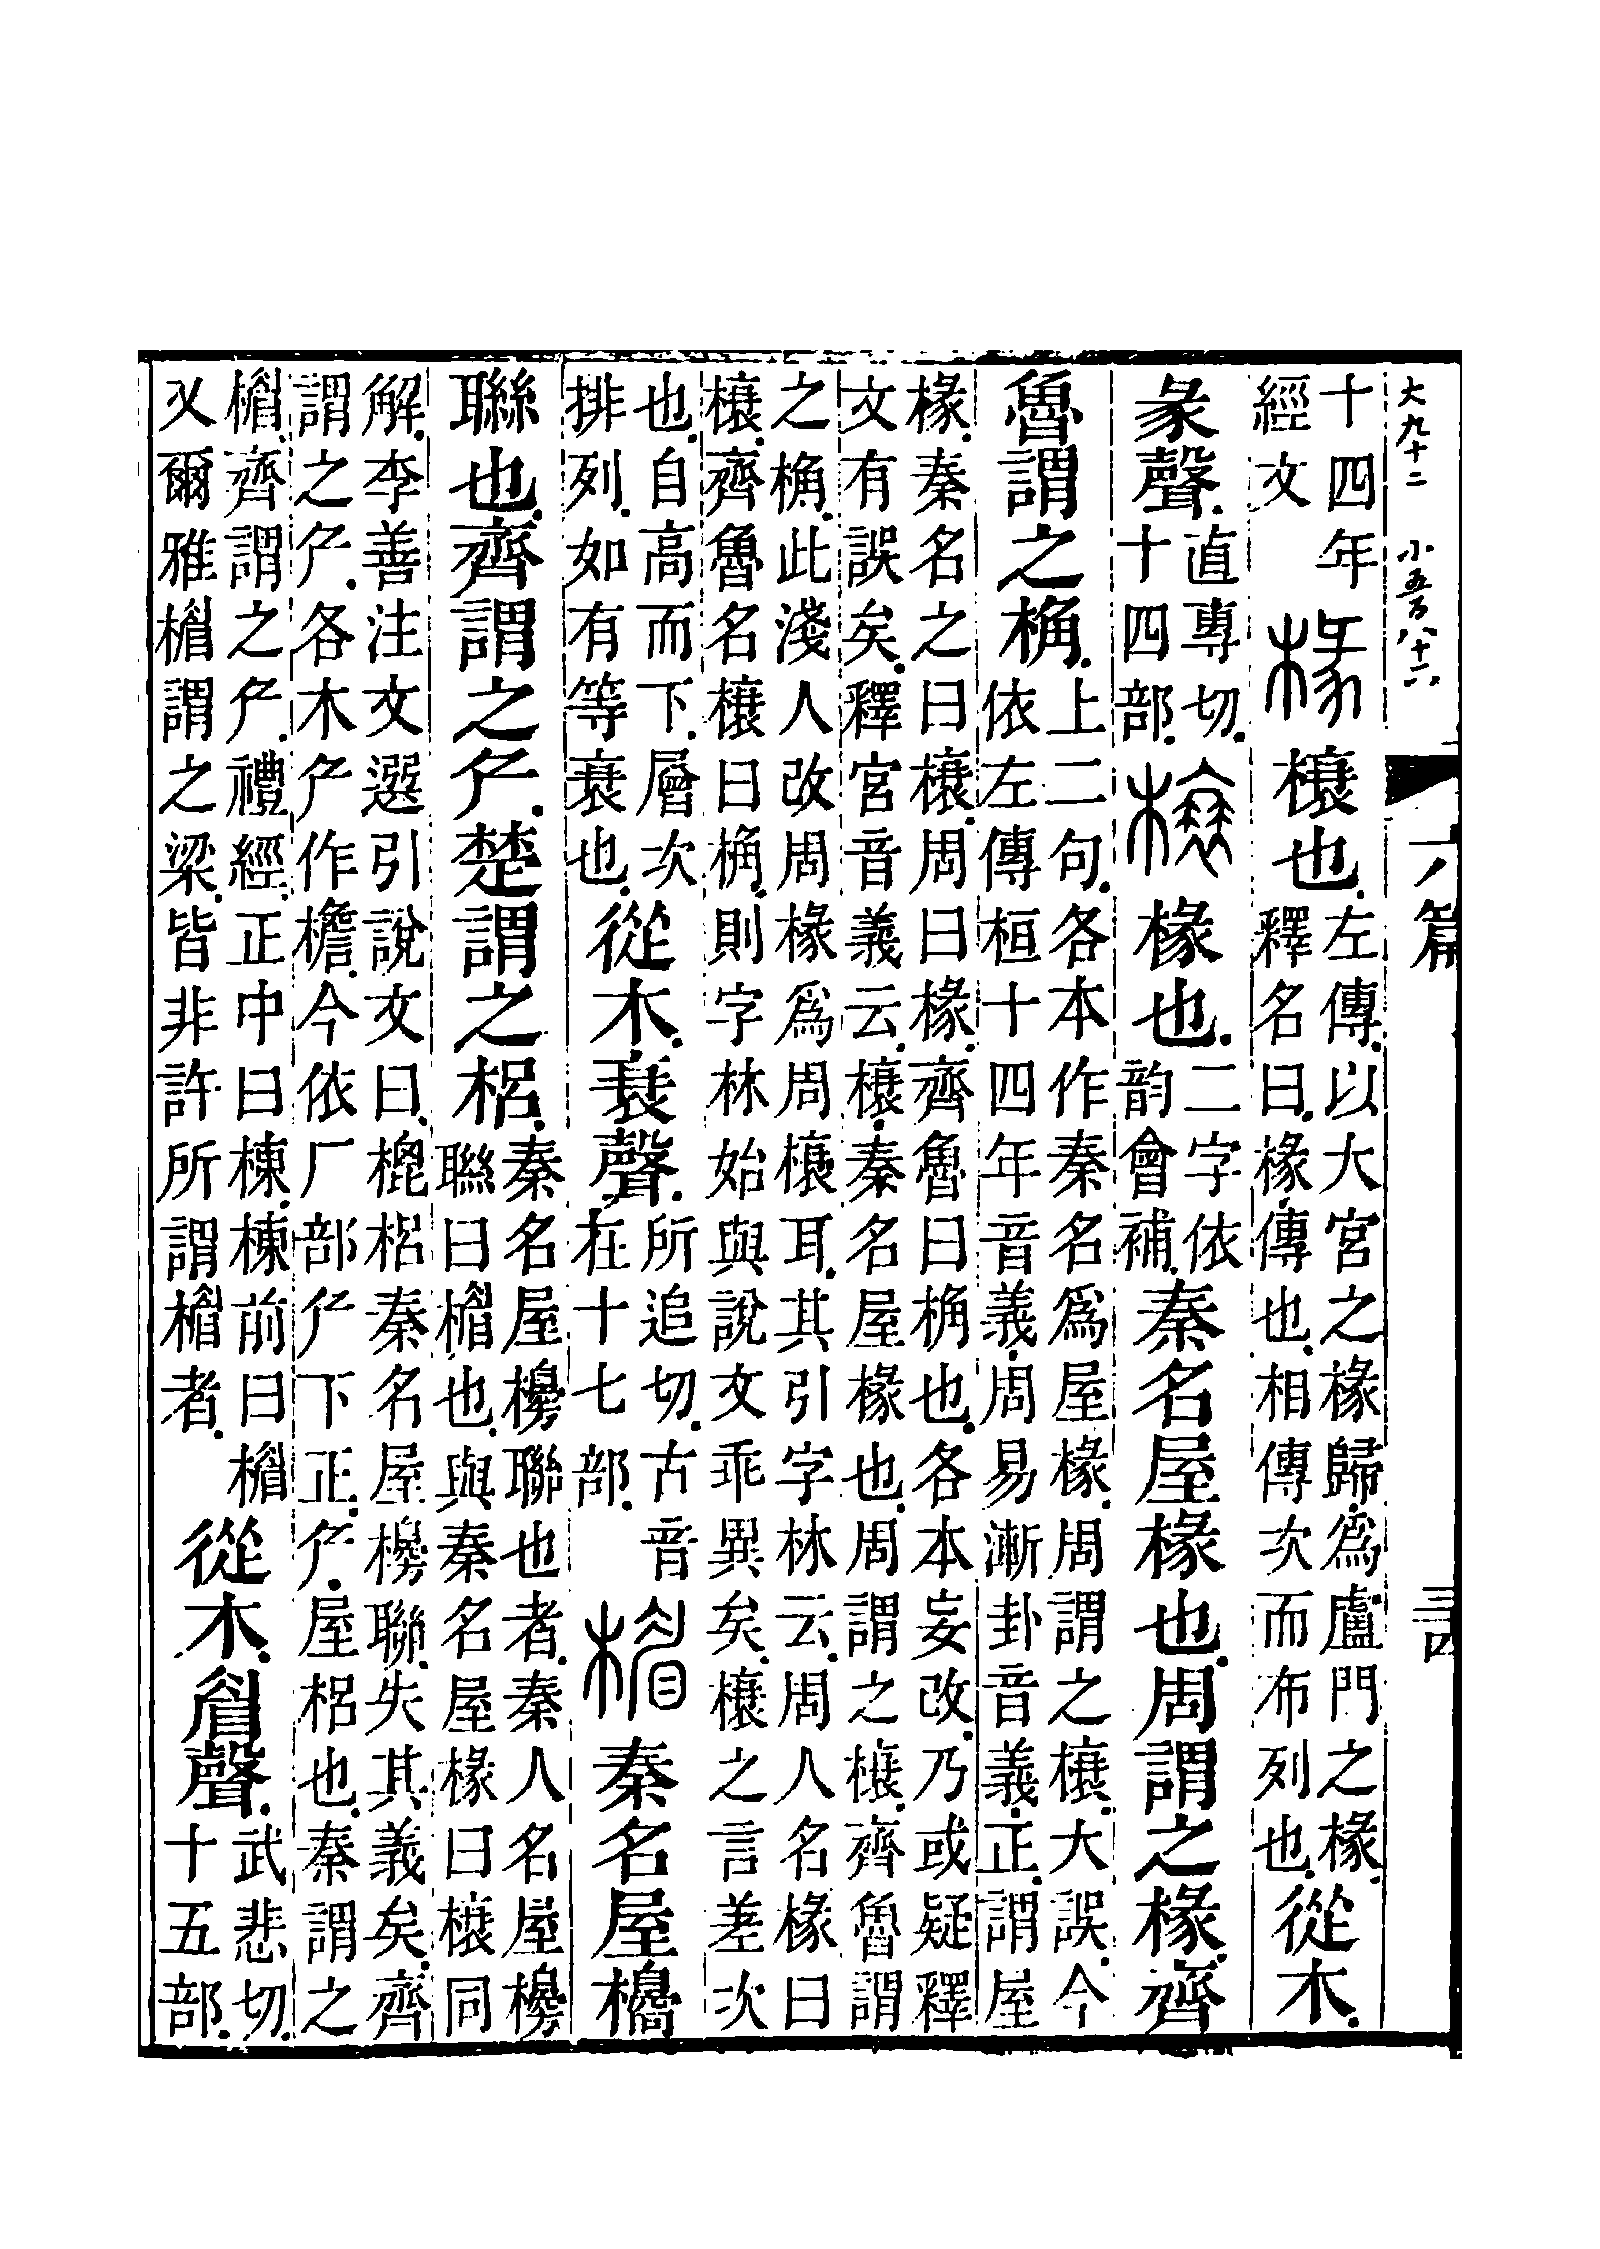 大九十二 小五百八十六
六篇
十四年經文 椽 榱也.左傳.以大宮之椽歸爲盧門之椽.釋名曰.椽.傳也.相傳次而布列也.從木.
彖聲.直專切.十四部. 榱 椽也.二字依韵會補.秦名屋椽也.周謂之椽.齊
魯謂之桷.上二句.各本作秦名爲屋椽.周謂之榱.大誤.今依左傳桓十四年音義.周易漸卦音義正.謂屋
椽.秦名之曰榱.周曰椽.齊魯曰桷也.各本妄改.乃或疑釋文有誤矣.釋宮音義云.榱.秦名屋椽也.周謂之榱.齊魯謂
之桷.此淺人改周椽爲周榱耳.其引字林云.周人名椽曰榱.齊魯名榱曰桷.則字林始與說文乖異矣.榱之言差次
也.自高而下.層次排列.如有等衰也.從木.衰聲.所追切.古音在十七部. 楣 秦名屋櫋
聯也.齊謂之厃.楚謂之梠.秦名屋櫋聯也者.秦人名屋櫋聯曰楣也.與秦名屋椽曰榱同
解.李善注文選引說文曰.㮰梠秦名屋櫋聯.失其義矣.齊謂之厃.各木厃作檐.今依厂部厃下正.厃.屋梠也.秦謂之
楣.齊謂之厃.禮經.正中曰棟.棟前曰楣又爾雅楣謂之梁.皆非許所謂楣者. 從木.眉聲.武悲切.十五部.